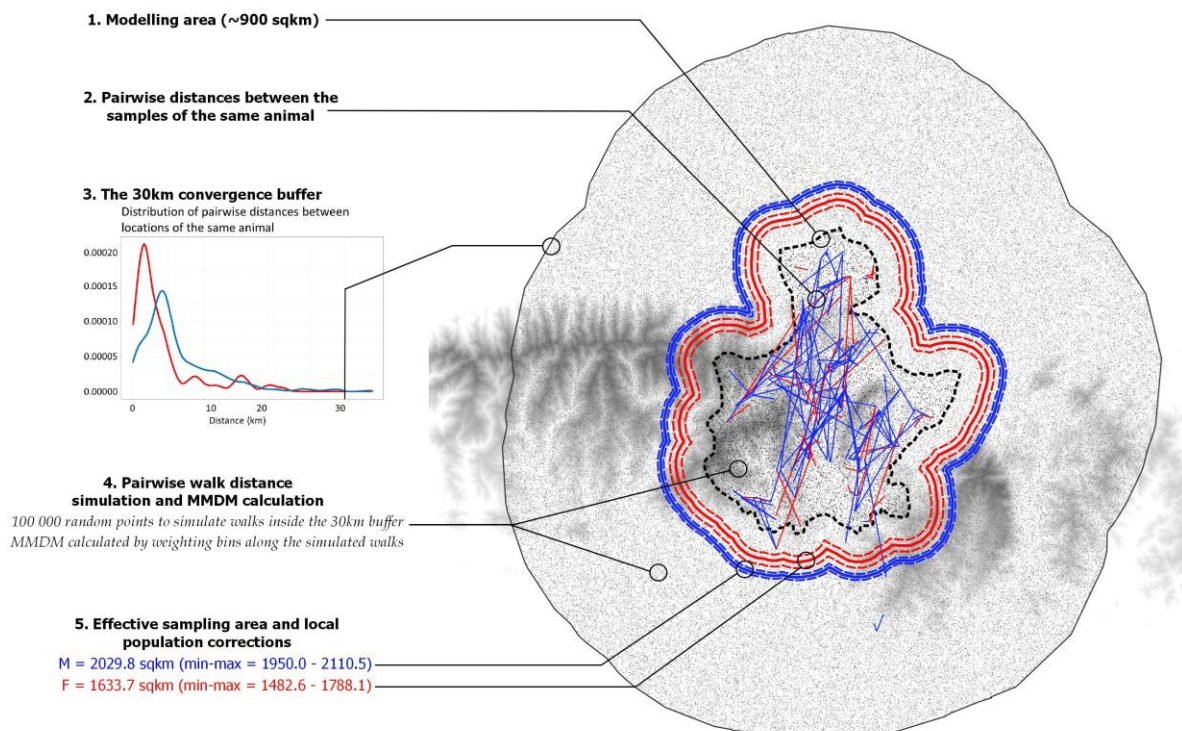 1. Modelling area (~900 sqkm)
2. Pairwise distances between the
samples of the same animal
3. The 30km convergence buffer
Distribution of pairwise distances between
locations of the same animal
0.00020
0.00015
0.00010
0.00005
0.00000
0
10
20
30
Distance (km)
4. Pairwise walk distance
simulation and MMDM calculation
100 000 random points to simulate walks inside the 30km buffer
MMDM calculated by weighting bins along the simulated walks
5. Effective sampling area and local
population corrections
M = 2029.8 sqkm (min-max = 1950.0 - 2110.5)
F = 1633.7 sqkm (min-max = 1482.6 - 1788.1)